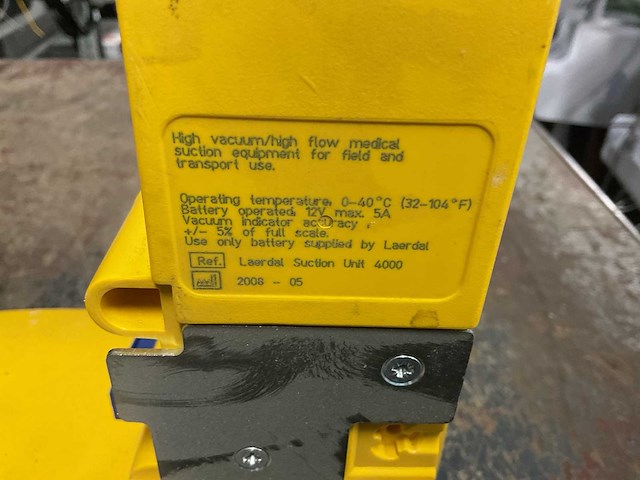 High vacuum/high flow medical
suction equipment for field and
transport use.
Operating temperature, 0-40°C (32-104°F)
Battery operated, 12V max. 5A
Vacuum indicator accuracy
+/- 5% of full scale.
Use only battery supplied by Laerdal
Ref. Laerdal Suction Unit 4000
2008 - 05